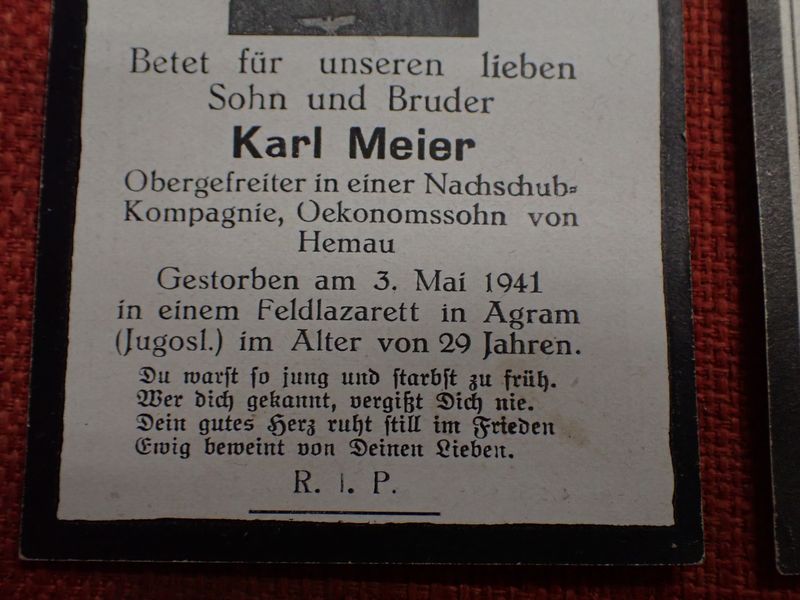 Betet für unseren lieben
Sohn und Bruder
Karl Meier
Obergefreiter in einer Nachschub-
Kompagnie, Oekonomssohn von
Hemau
Gestorben am 3. Mai 1941
in einem Feldlazarett in Agram
(Jugosl.) im Alter von 29 Jahren.
Du warst so jung und starbst zu früh.
Wer dich gekannt, vergißt Dich nie.
Dein gutes Herz ruht still im Frieden
Ewig beweint von Deinen Lieben.
R. I. P.